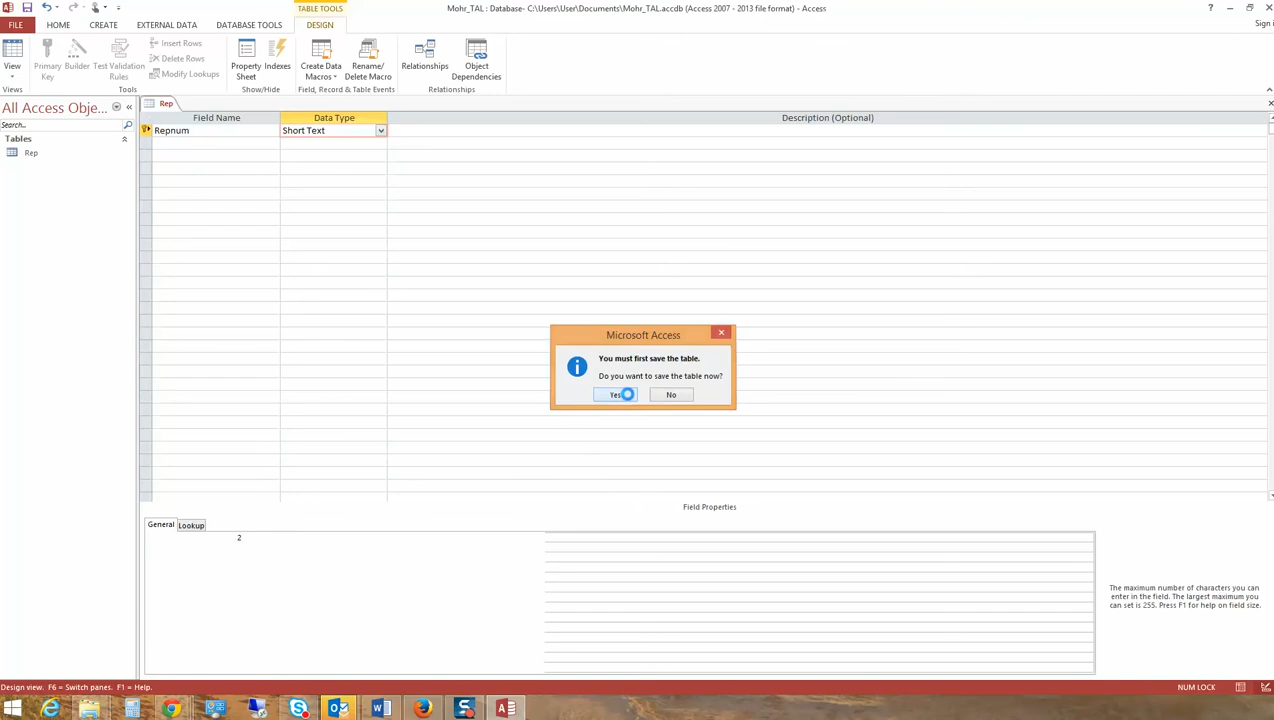 TABLE TOOLS
Mohr_TAL : Database- C:\Users\User\Documents\Mohr_TAL.accdb (Access 2007 - 2013 file format) - Access
?
FILE HOME CREATE EXTERNAL DATA DATABASE TOOLS DESIGN
Sign i
View
Primary Key
Builder
Test Validation Rules
Insert Rows
Delete Rows
Modify Lookups
Property Sheet
Indexes
Create Data Macros
Rename/ Delete Macro
Relationships
Object Dependencies
Views
Tools
Show/Hide
Field, Record & Table Events
Relationships
All Access Obje...
Search...
Tables
Rep
Rep
Field Name Data Type Description (Optional)
Repnum Short Text
Microsoft Access
You must first save the table.
Do you want to save the table now?
Yes No
Field Properties
General Lookup
2
The maximum number of characters you can
enter in the field. The largest maximum you
can set is 255. Press F1 for help on field size.
Design view. F6 = Switch panes. F1 = Help.
NUM LOCK